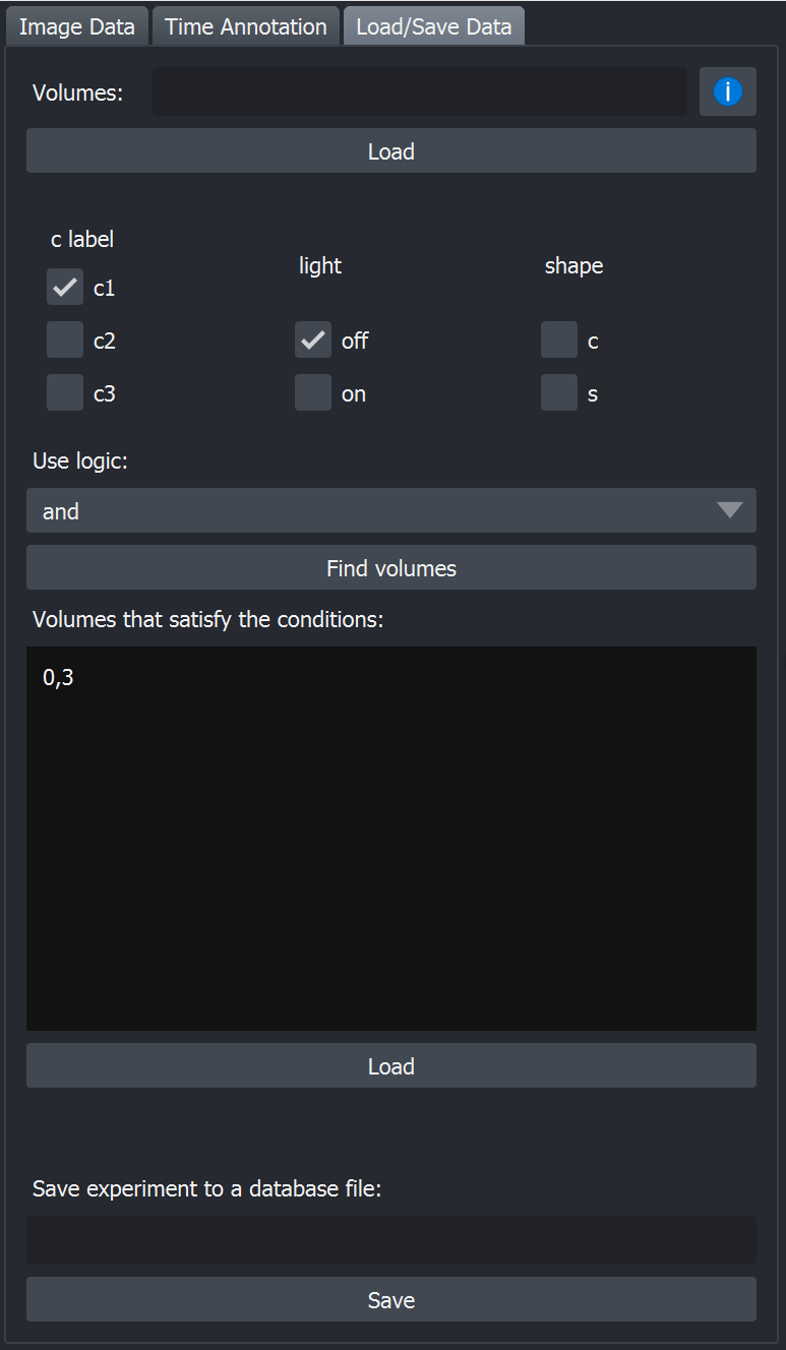 Image Data Time Annotation Load/Save Data
Volumes: i
Load
c label
light shape
c1
c2 off c
c3 on s
Use logic:
and
Find volumes
Volumes that satisfy the conditions:
0,3
Load
Save experiment to a database file:
Save